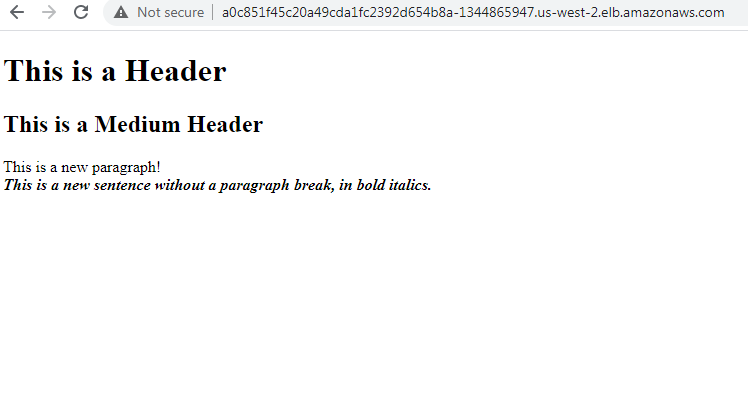 Not secure | a0c851f45c20a49cda1fc2392d654b8a-1344865947.us-west-2.elb.amazonaws.com
This is a Header
This is a Medium Header
This is a new paragraph!
This is a new sentence without a paragraph break, in bold italics.